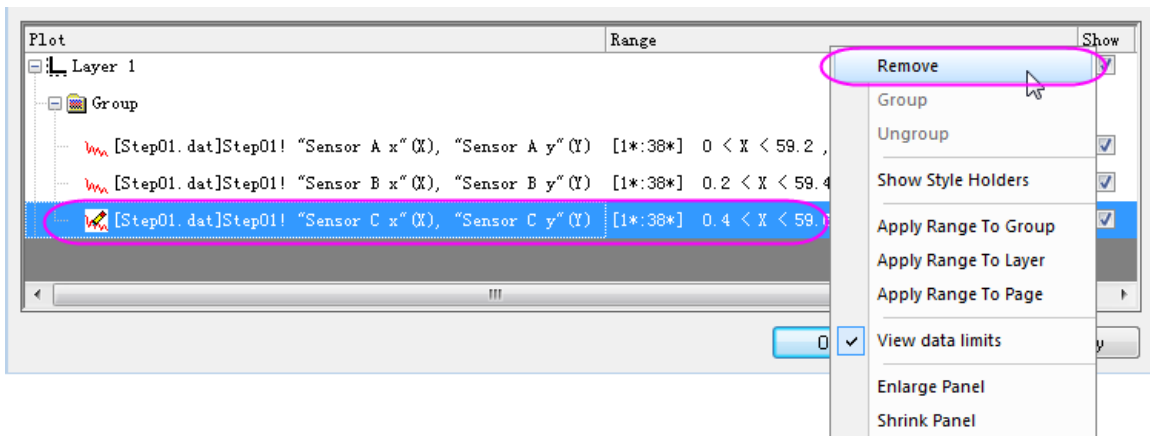 Plot Range Show
Layer 1
Remove
Group
Group
Ungroup
[Step01.dat]Step01! "Sensor A x"(X), "Sensor A y"(Y) [1*:38*] 0 < X < 59.2 ,
[Step01.dat]Step01! "Sensor B x"(X), "Sensor B y"(Y) [1*:38*] 0.2 < X < 59.4
Show Style Holders
[Step01.dat]Step01! "Sensor C x"(X), "Sensor C y"(Y) [1*:38*] 0.4 < X < 59.
Apply Range To Group
Apply Range To Layer
Apply Range To Page
View data limits
Enlarge Panel
Shrink Panel